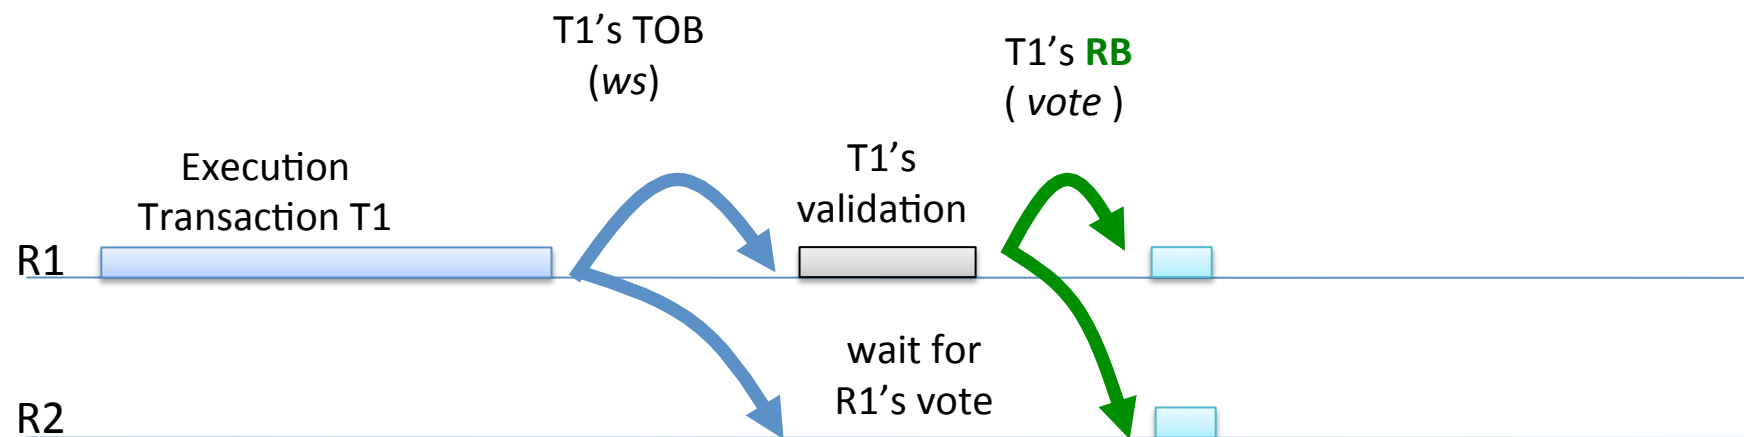 T1’s TOB
(ws)
T1’s RB
( vote )
Execution
Transaction T1
T1’s
validation
R1
wait for
R1’s vote
R2